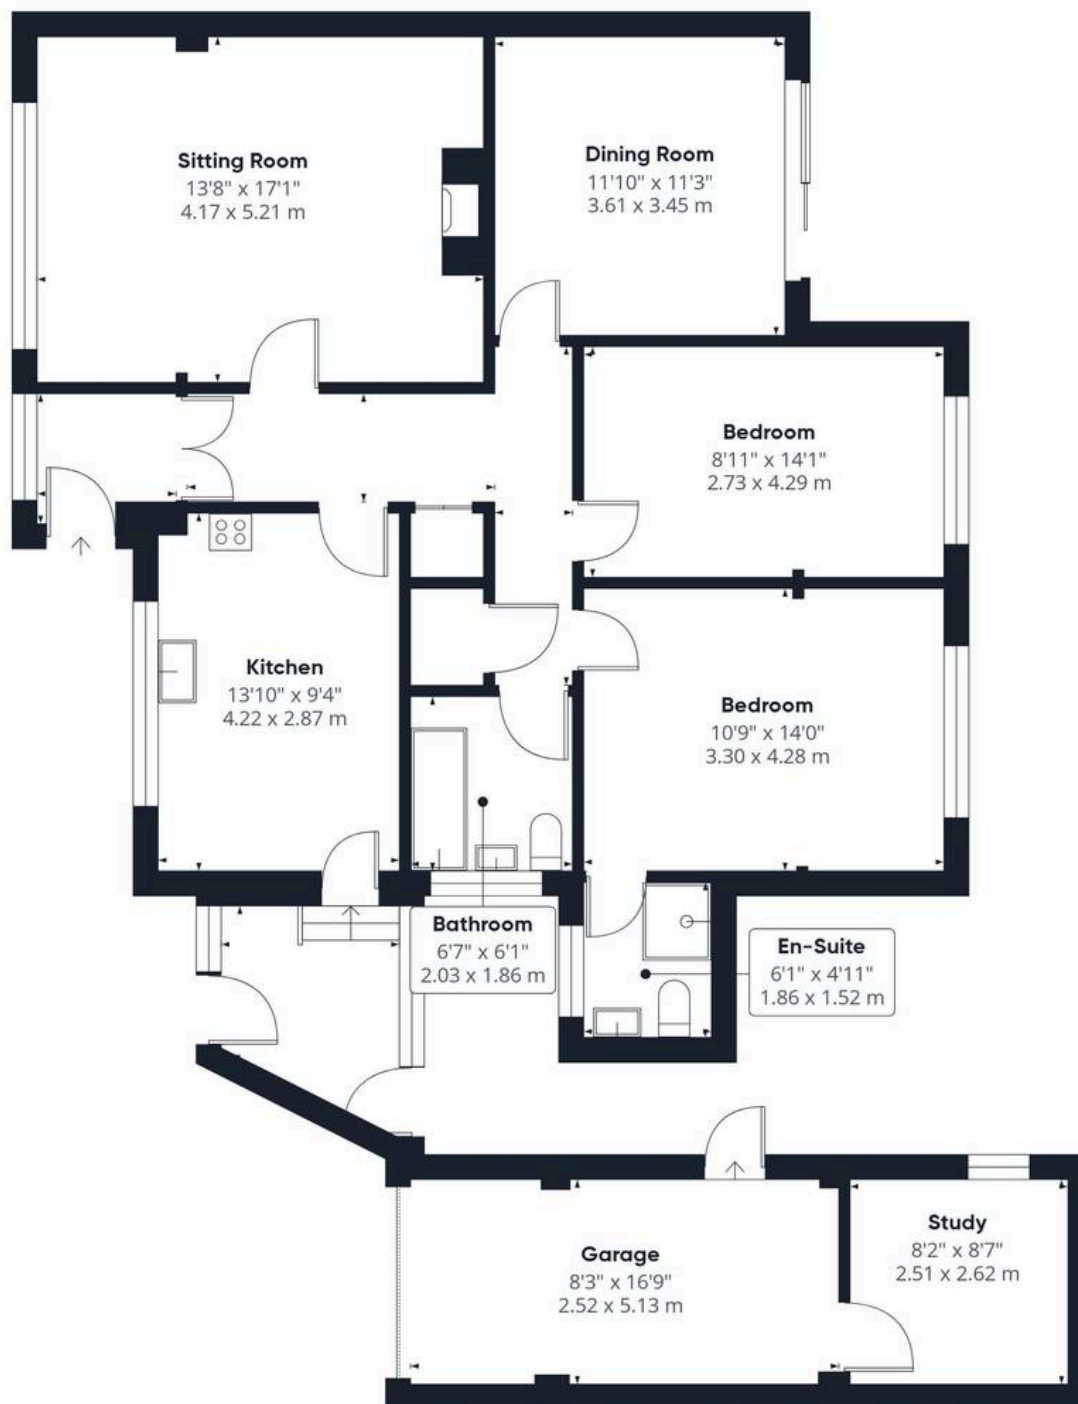 Sitting Room
13'8" x 17'1"
4.17 x 5.21 m
Dining Room
11'10" x 11'3"
3.61 x 3.45 m
Bedroom
8'11" x 14'1"
2.73 x 4.29 m
Kitchen
13'10" x 9'4"
4.22 x 2.87 m
Bedroom
10'9" x 14'0"
3.30 x 4.28 m
Bathroom
6'7" x 6'1"
2.03 x 1.86 m
En-Suite
6'1" x 4'11"
1.86 x 1.52 m
Garage
8'3" x 16'9"
2.52 x 5.13 m
Study
8'2" x 8'7"
2.51 x 2.62 m